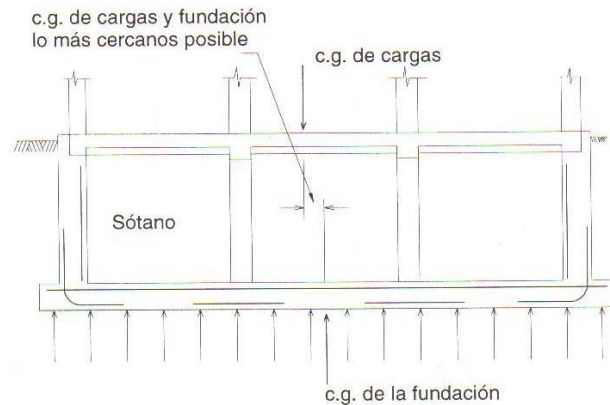 c.g. de cargas y fundación
lo más cercanos posible
c.g. de cargas
Sótano
c.g. de la fundación